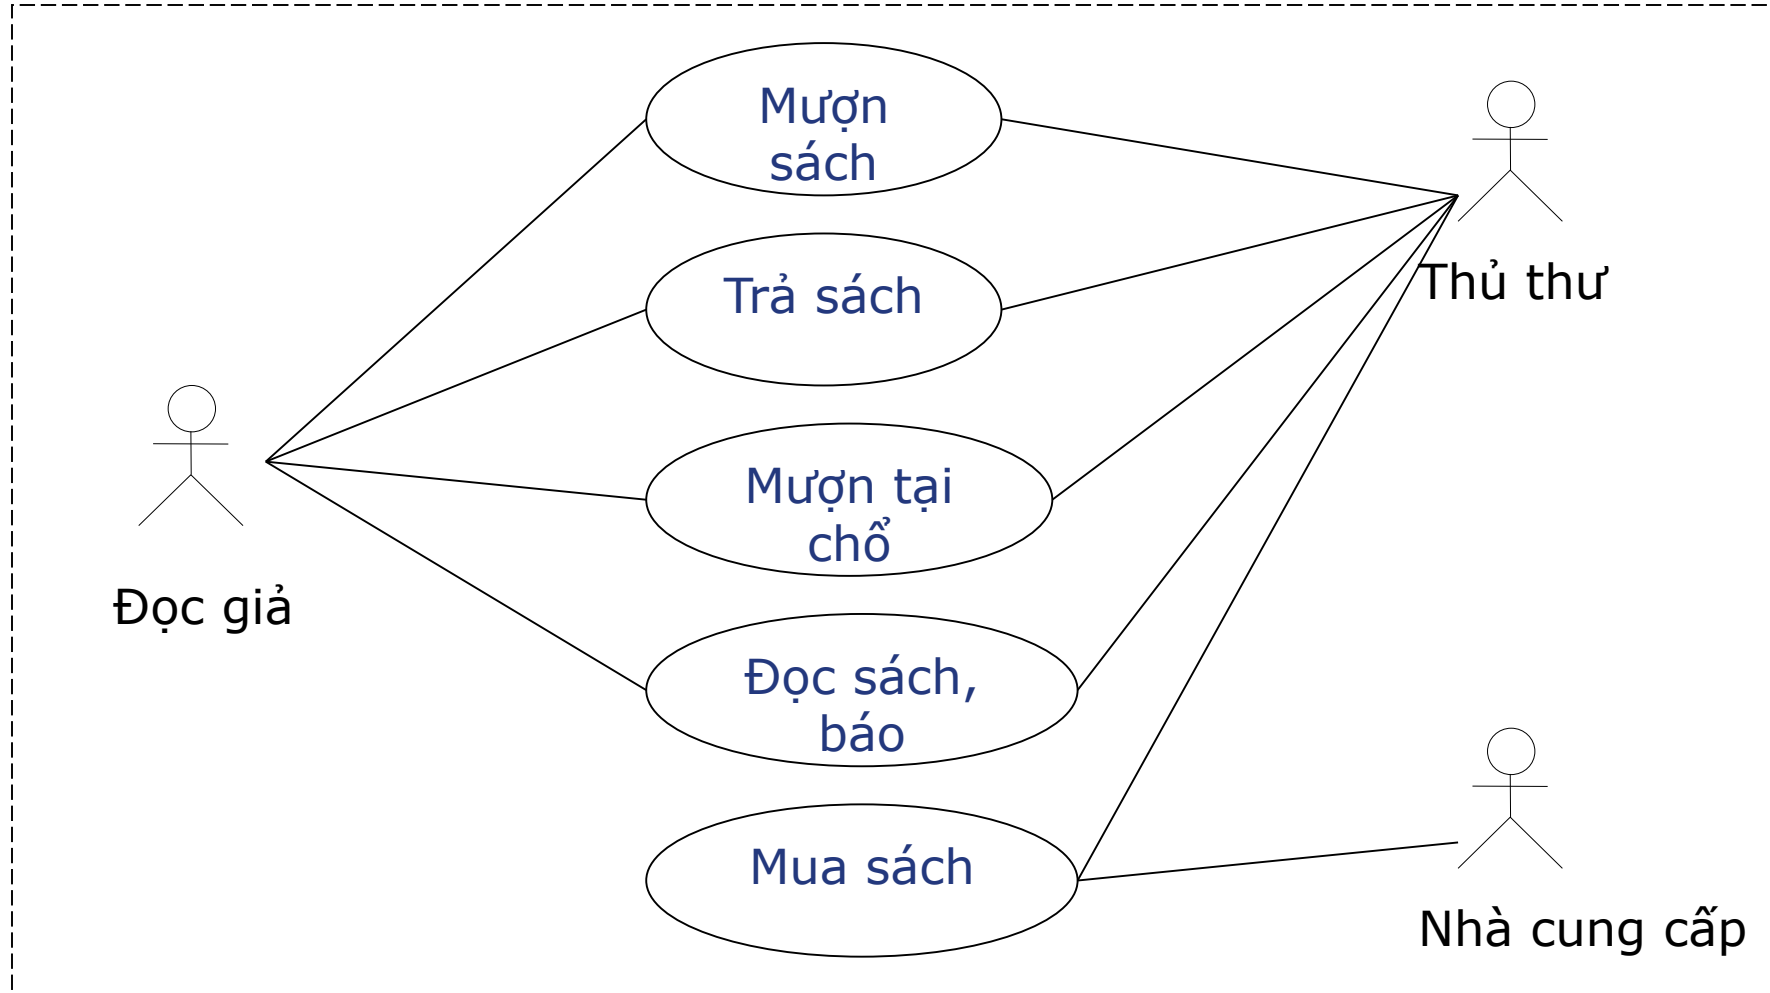 Mượn
sách
Thủ thư
Trả sách
Mượn tại
chổ
Đọc giả
Đọc sách,
báo
Mua sách
Nhà cung cấp